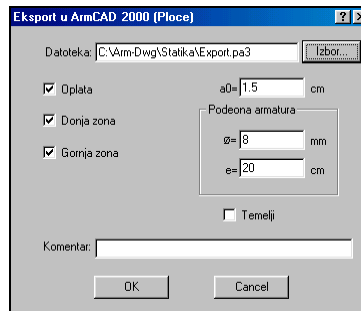 Eksport u ArmCAD 2000 (Ploce)
Datoteka: C:\Arm-Dwg\Statika\Export.pa3 Izbor...
Oplata a0= 1.5 cm
Podeona armatura
Donja zona ø= 8 mm
Gornja zona e= 20 cm
Temelji
Komentar:
OK Cancel